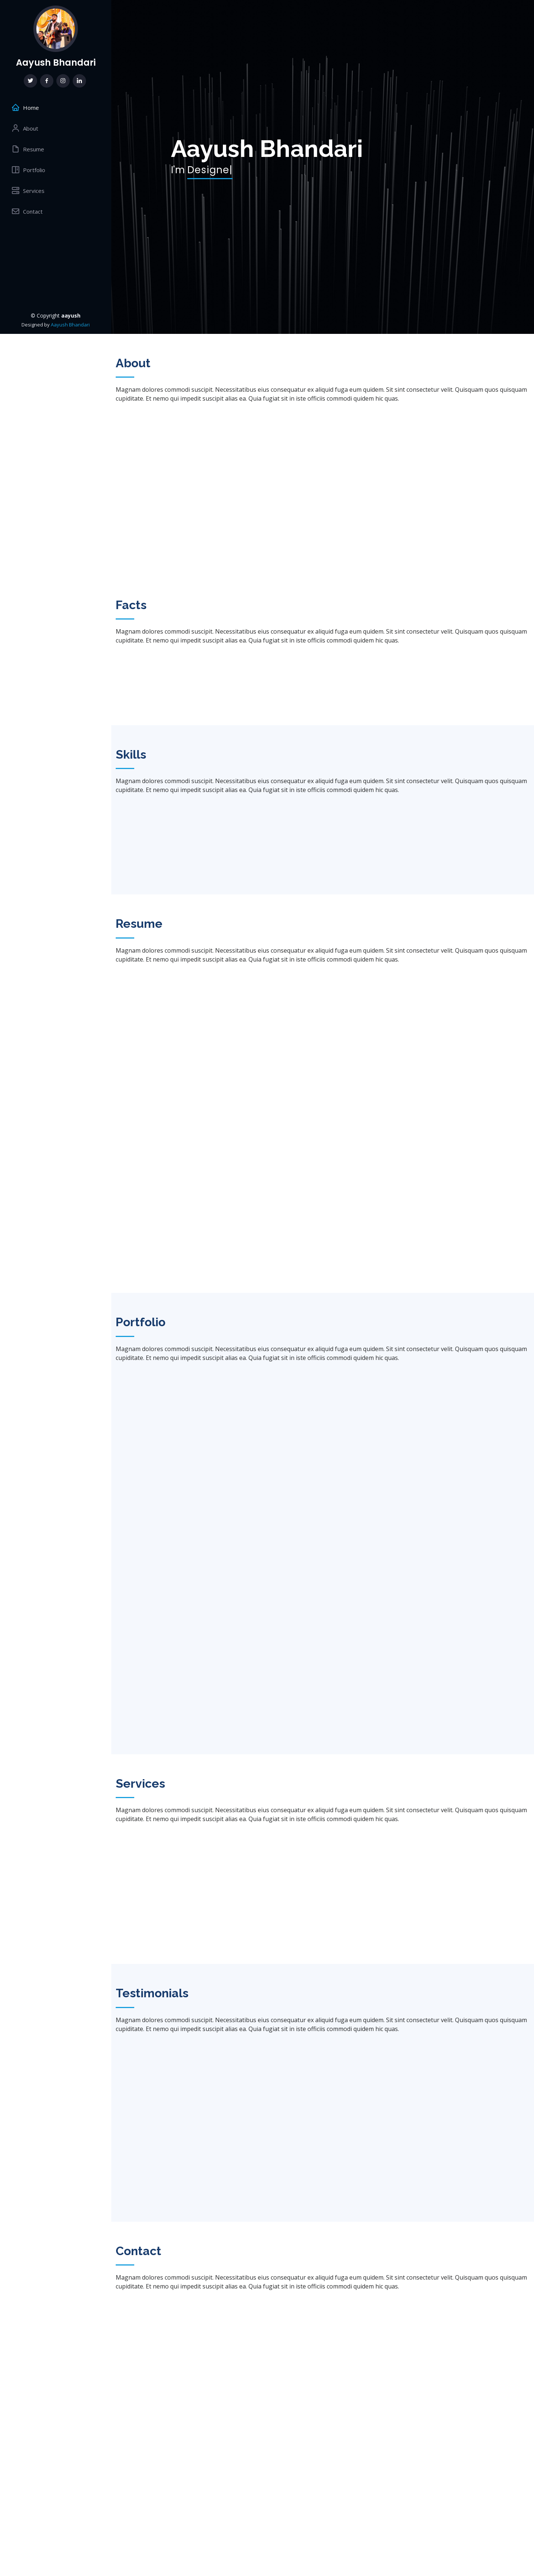 Aayush Bhandari
Home
About
Resume
Portfolio
Services
Contact
© Copyright aayush
Designed by Aayush Bhandari
Aayush Bhandari
I'm Designe|
About
Magnam dolores commodi suscipit. Necessitatibus eius consequatur ex aliquid fuga eum quidem. Sit sint consectetur velit. Quisquam quos quisquam
cupiditate. Et nemo qui impedit suscipit alias ea. Quia fugiat sit in iste officiis commodi quidem hic quas.
Facts
Magnam dolores commodi suscipit. Necessitatibus eius consequatur ex aliquid fuga eum quidem. Sit sint consectetur velit. Quisquam quos quisquam
cupiditate. Et nemo qui impedit suscipit alias ea. Quia fugiat sit in iste officiis commodi quidem hic quas.
Skills
Magnam dolores commodi suscipit. Necessitatibus eius consequatur ex aliquid fuga eum quidem. Sit sint consectetur velit. Quisquam quos quisquam
cupiditate. Et nemo qui impedit suscipit alias ea. Quia fugiat sit in iste officiis commodi quidem hic quas.
Resume
Magnam dolores commodi suscipit. Necessitatibus eius consequatur ex aliquid fuga eum quidem. Sit sint consectetur velit. Quisquam quos quisquam
cupiditate. Et nemo qui impedit suscipit alias ea. Quia fugiat sit in iste officiis commodi quidem hic quas.
Portfolio
Magnam dolores commodi suscipit. Necessitatibus eius consequatur ex aliquid fuga eum quidem. Sit sint consectetur velit. Quisquam quos quisquam
cupiditate. Et nemo qui impedit suscipit alias ea. Quia fugiat sit in iste officiis commodi quidem hic quas.
Services
Magnam dolores commodi suscipit. Necessitatibus eius consequatur ex aliquid fuga eum quidem. Sit sint consectetur velit. Quisquam quos quisquam
cupiditate. Et nemo qui impedit suscipit alias ea. Quia fugiat sit in iste officiis commodi quidem hic quas.
Testimonials
Magnam dolores commodi suscipit. Necessitatibus eius consequatur ex aliquid fuga eum quidem. Sit sint consectetur velit. Quisquam quos quisquam
cupiditate. Et nemo qui impedit suscipit alias ea. Quia fugiat sit in iste officiis commodi quidem hic quas.
Contact
Magnam dolores commodi suscipit. Necessitatibus eius consequatur ex aliquid fuga eum quidem. Sit sint consectetur velit. Quisquam quos quisquam
cupiditate. Et nemo qui impedit suscipit alias ea. Quia fugiat sit in iste officiis commodi quidem hic quas.